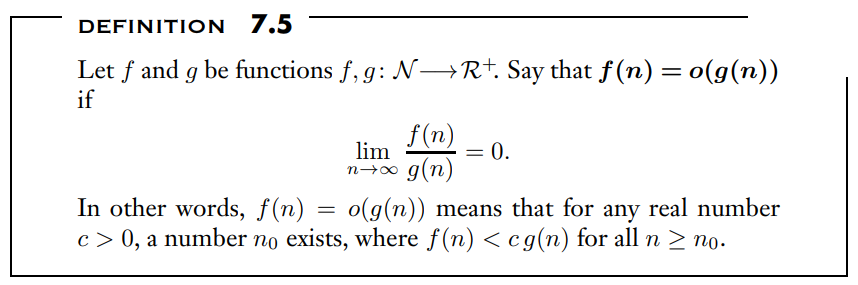 DEFINITION 7.5
Let f and g be functions f, g: 𝒩⟶ℛ⁺. Say that f(n) = o(g(n))
if
lim n→∞ f(n)/g(n) = 0.
In other words, f(n) = o(g(n)) means that for any real number
c > 0, a number n₀ exists, where f(n) < c g(n) for all n ≥ n₀.